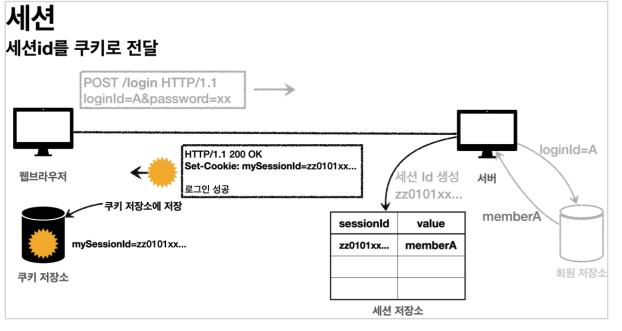 세션
세션id를 쿠키로 전달
POST /login HTTP/1.1
loginId=A&password=xx
웹브라우저
HTTP/1.1 200 OK
Set-Cookie: mySessionId=zz0101xx...
로그인 성공
세션 Id 생성
zz0101xx...
서버
loginId=A
memberA
쿠키 저장소에 저장
mySessionId=zz0101xx...
쿠키 저장소
sessionId value
zz0101xx... memberA
세션 저장소
회원 저장소